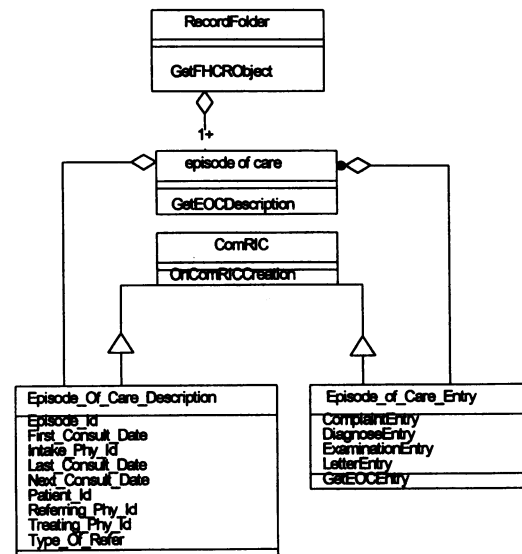 RecordFolder
GetFHCRObject
1+
episode of care
GetEOCDescription
ComRIC
OnComRICCreation
Episode_Of_Care_Description
Episode_Id
First_Consult_Date
Intake_Phy_Id
Last_Consult_Date
Next_Consult_Date
Patient_Id
Referring_Phy_Id
Treating_Phy_Id
Type_Of_Refer
Episode_of_Care_Entry
ComplaintEntry
DiagnoseEntry
ExaminationEntry
LetterEntry
GetEOCEntry